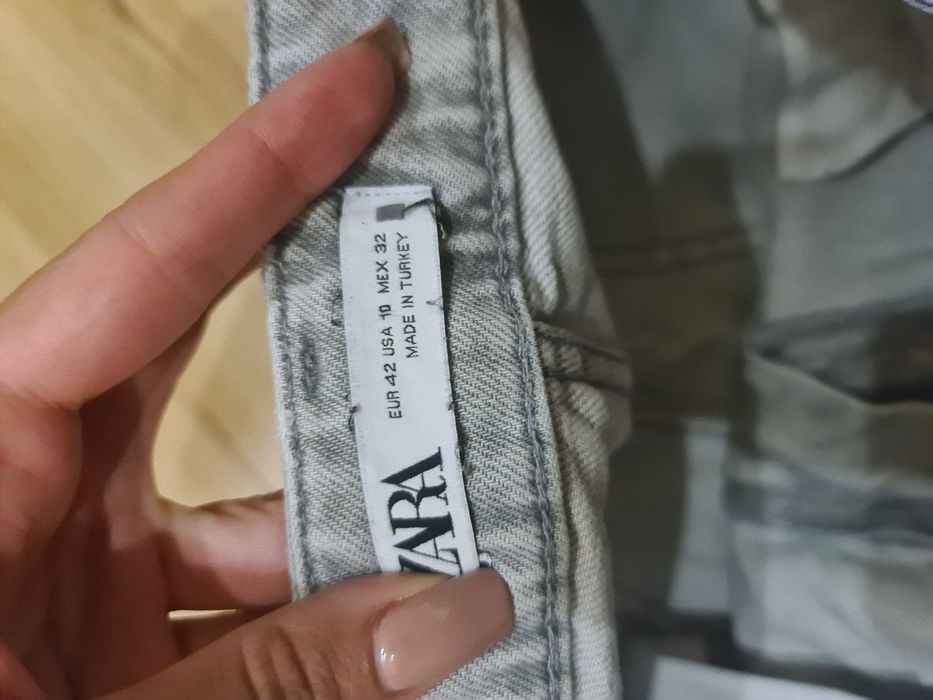 ZARA
EUR 42 USA 10 MEX 32
MADE IN TURKEY